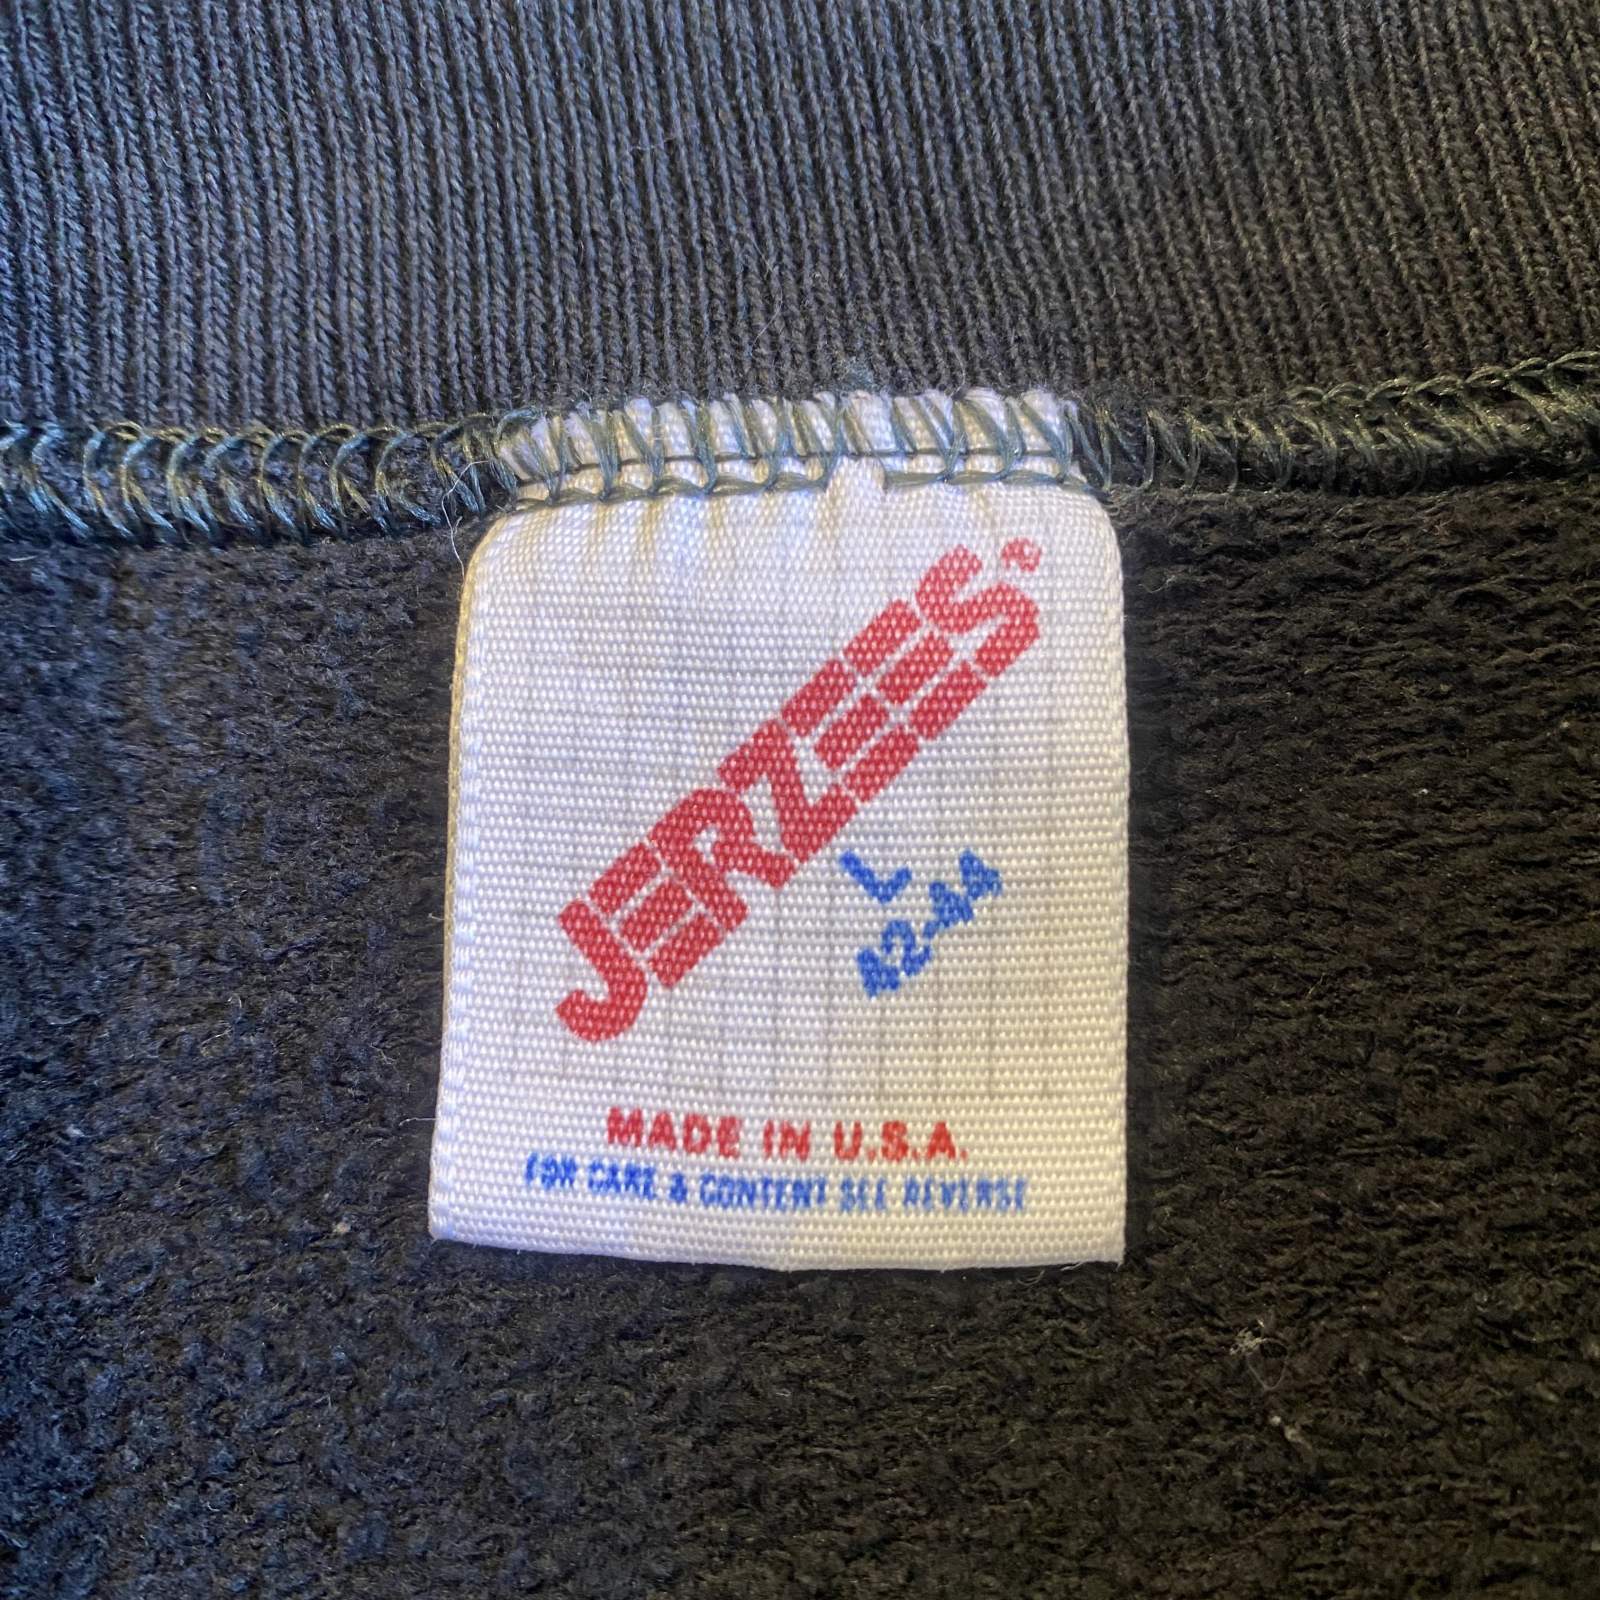 JERZEES®
L
42-44
MADE IN U.S.A.
FOR CARE & CONTENT SEE REVERSE